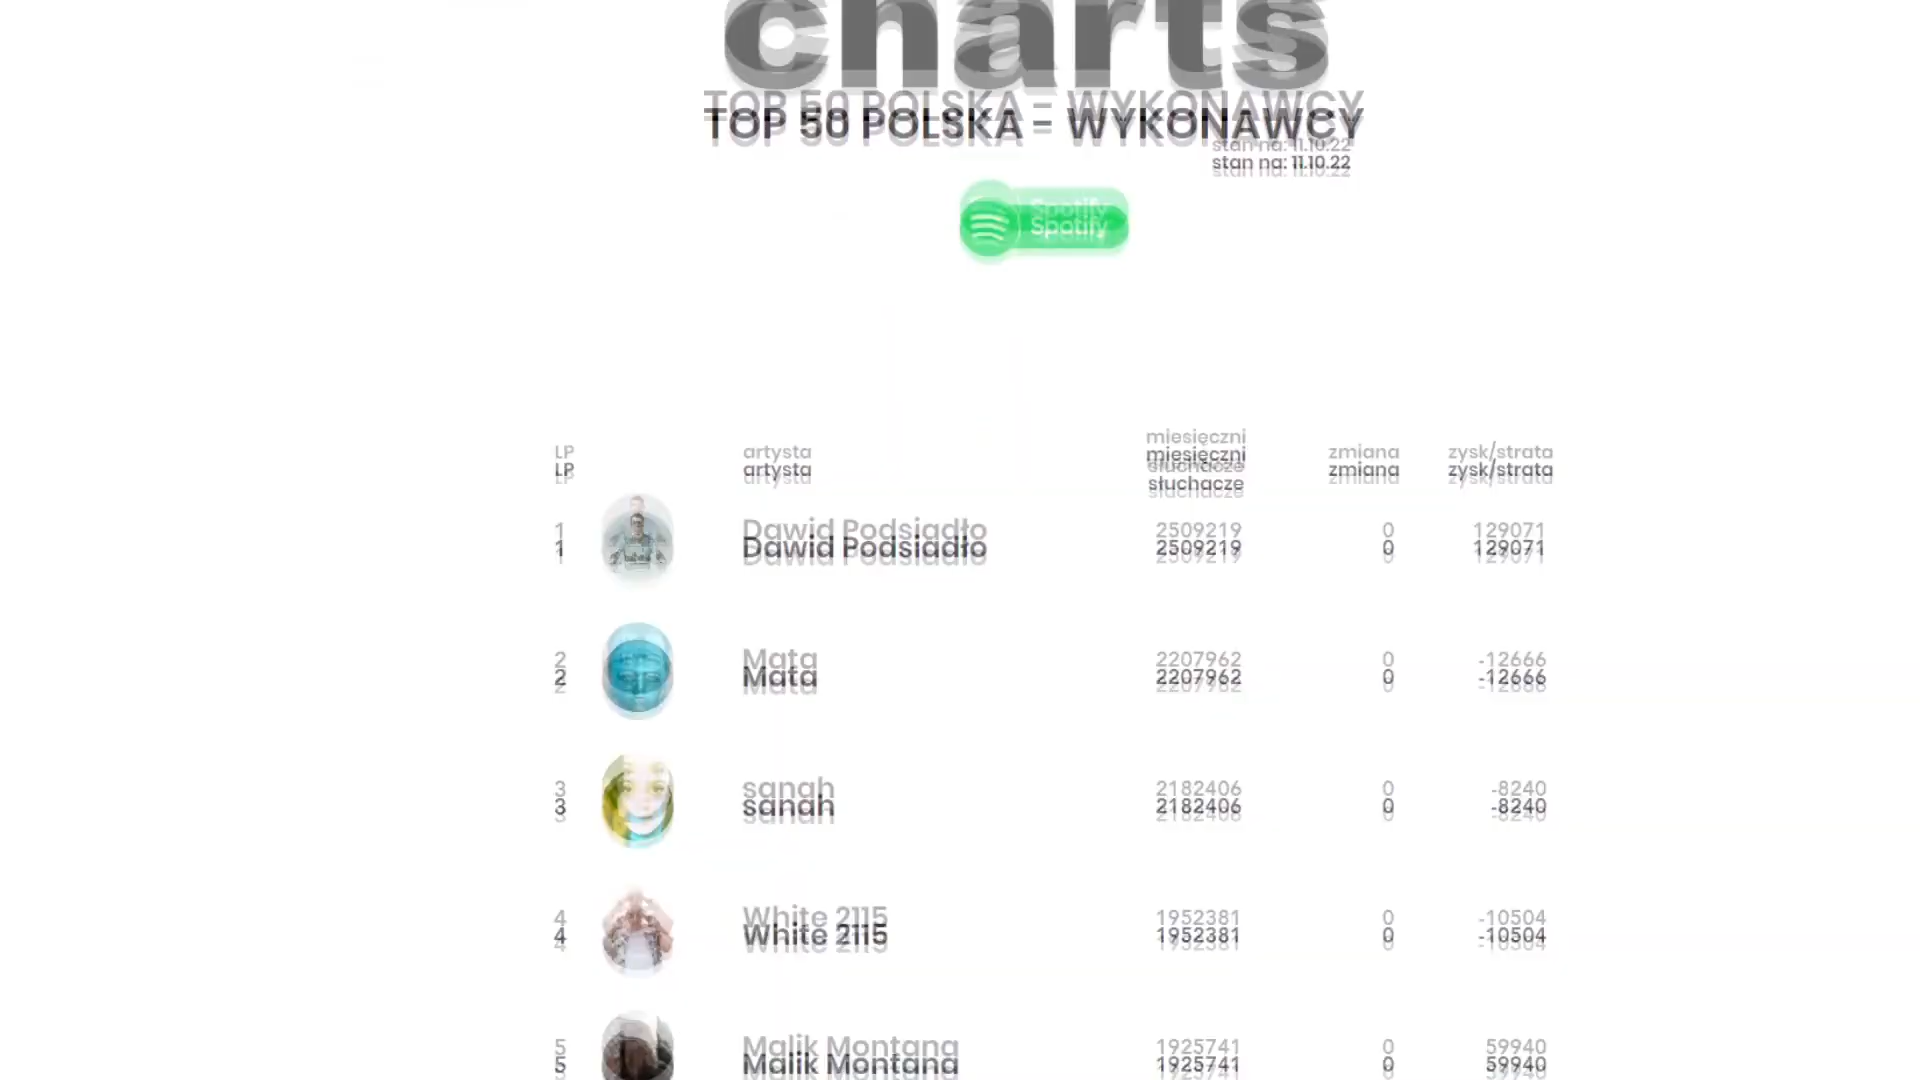 charts
TOP 50 POLSKA - WYKONAWCY
stan na: 11.10.22
Spotify
LP artysta miesięczni słuchacze zmiana zysk/strata
1 Dawid Podsiadło 2509219 0 129071
2 Mata 2207962 0 -12666
3 sanah 2182406 0 -8240
4 White 2115 1952381 0 -10504
5 Malik Montana 1925741 0 59940